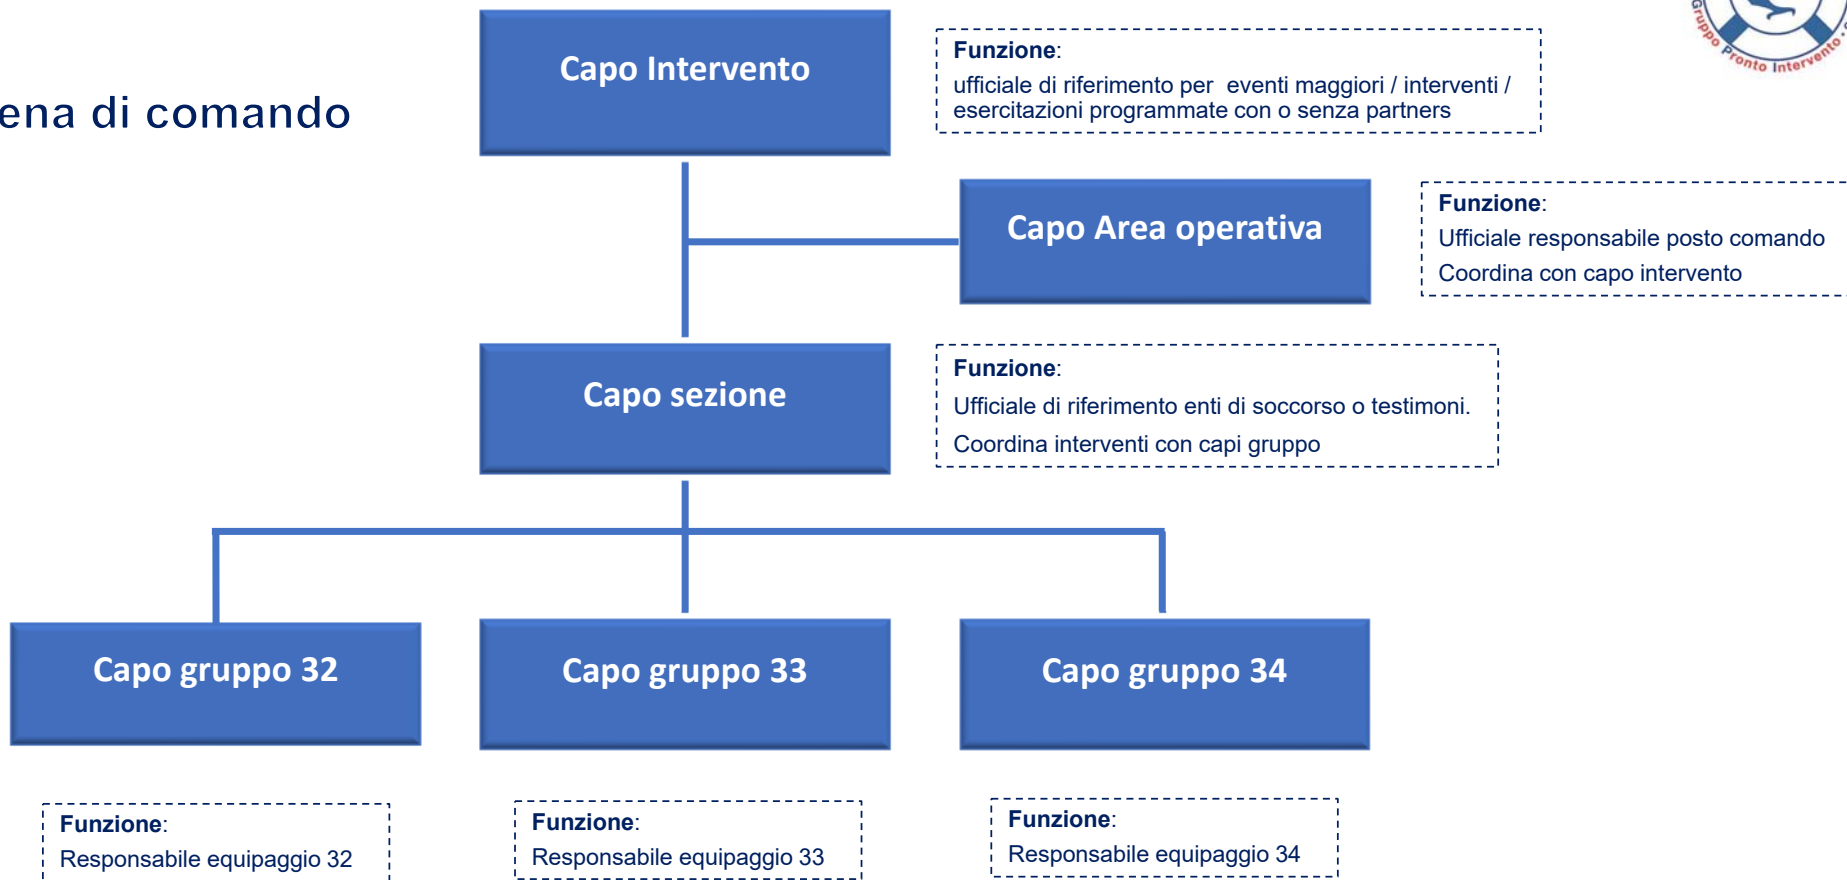 ena di comando
Capo Intervento
Funzione:
ufficiale di riferimento per eventi maggiori / interventi /
esercitazioni programmate con o senza partners
Gruppo Pronto Intervento
Capo Area operativa
Funzione:
Ufficiale responsabile posto comando
Coordina con capo intervento
Capo sezione
Funzione:
Ufficiale di riferimento enti di soccorso o testimoni.
Coordina interventi con capi gruppo
Capo gruppo 32
Capo gruppo 33
Capo gruppo 34
Funzione:
Responsabile equipaggio 32
Funzione:
Responsabile equipaggio 33
Funzione:
Responsabile equipaggio 34